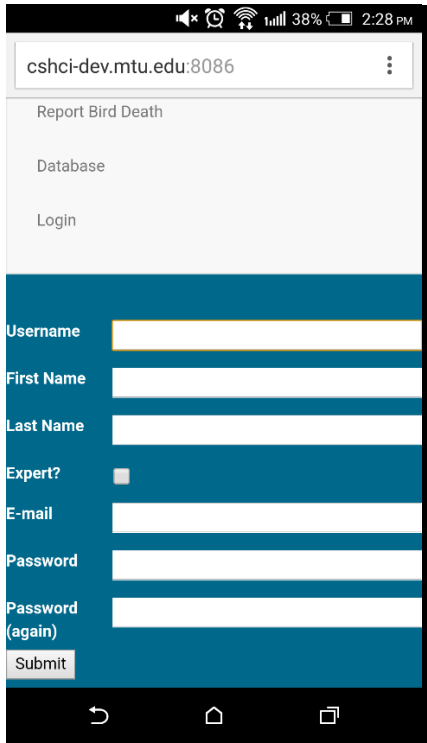 38% 2:28 PM
cshci-dev.mtu.edu:8086
Report Bird Death
Database
Login
Username
First Name
Last Name
Expert?
E-mail
Password
Password
(again)
Submit